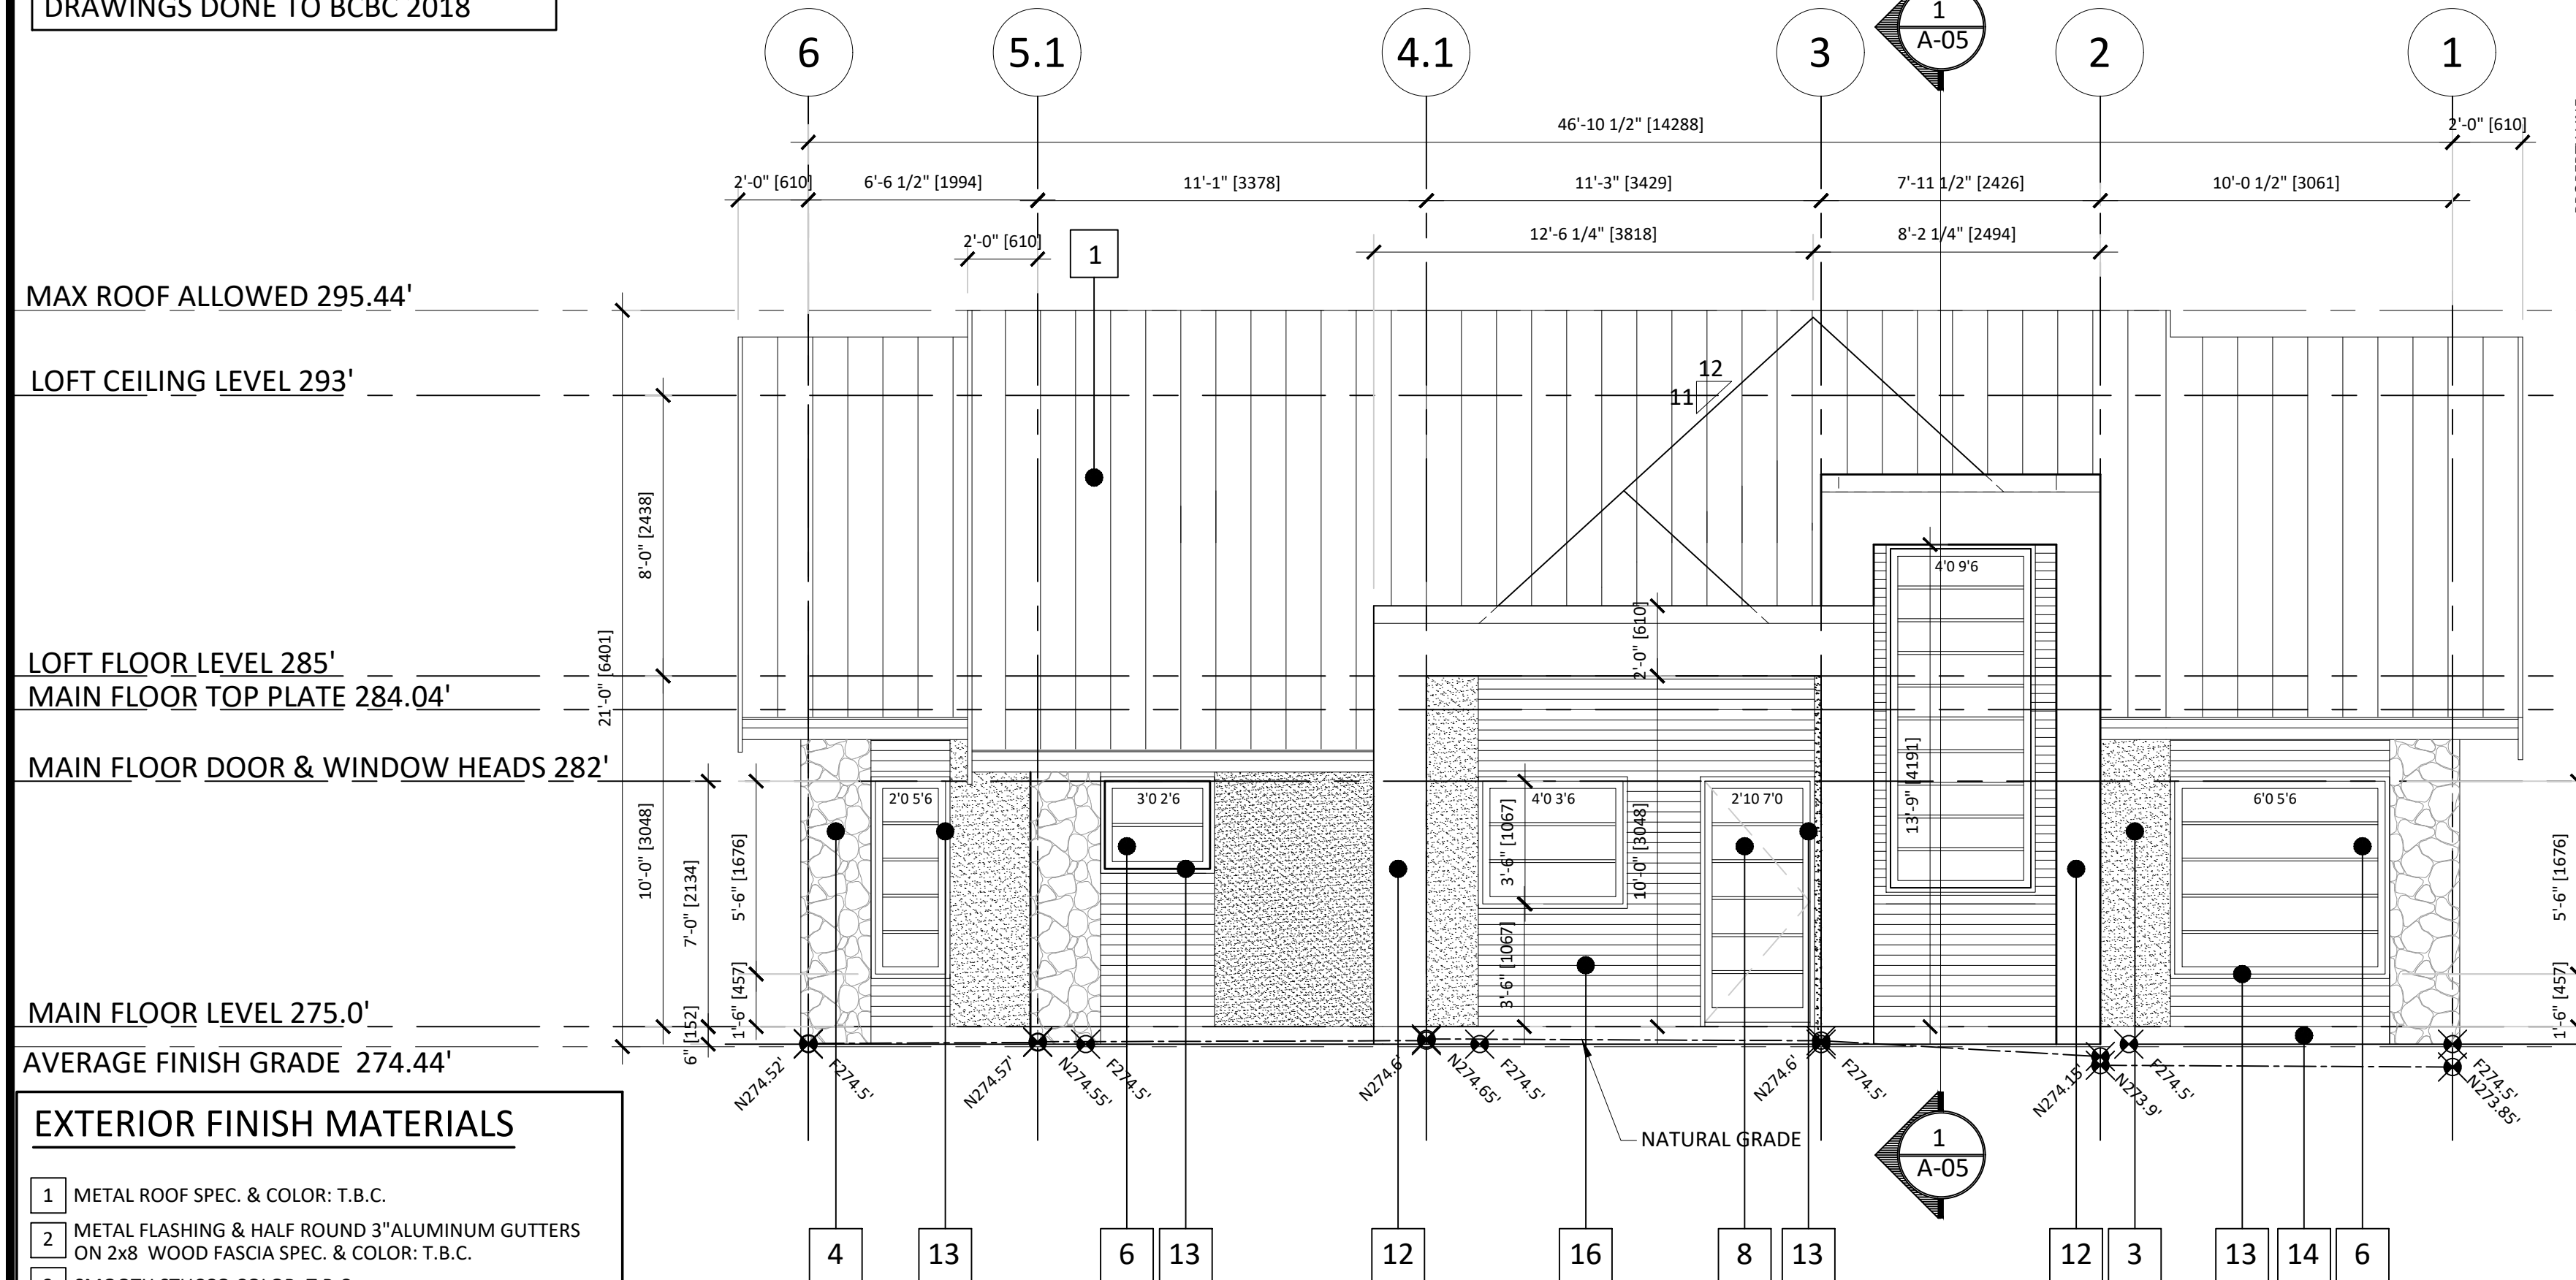 DRAWINGS DONE TO BCBC 2018
6
5.1
4.1
3
1
A-05
2
1
46'-10 1/2" [14288]
2'-0" [610]
2'-0" [610]
6'-6 1/2" [1994]
11'-1" [3378]
11'-3" [3429]
7'-11 1/2" [2426]
10'-0 1/2" [3061]
2'-0" [610]
1
12'-6 1/4" [3818]
8'-2 1/4" [2494]
MAX ROOF ALLOWED 295.44'
LOFT CEILING LEVEL 293'
12
11
8'-0" [2438]
4'0 9'6
2'-0" [610]
LOFT FLOOR LEVEL 285'
21'-0" [6401]
MAIN FLOOR TOP PLATE 284.04'
MAIN FLOOR DOOR & WINDOW HEADS 282'
13'-9" [4191]
2'0 5'6
3'0 2'6
4'0 3'6
2'10 7'0
6'0 5'6
10'-0" [3048]
7'-0" [2134]
5'-6" [1676]
3'-6" [1067]
10'-0" [3048]
5'-6" [1676]
3'-6" [1067]
1'-6" [457]
6" [152]
1'-6" [457]
MAIN FLOOR LEVEL 275.0'
AVERAGE FINISH GRADE 274.44'
N274.52'
F274.5'
N274.57'
N274.55'
F274.5'
N274.6'
N274.65'
F274.5'
N274.6'
F274.5'
N274.15'
N273.9'
F274.5'
F274.5'
N273.85'
NATURAL GRADE
1
A-05
EXTERIOR FINISH MATERIALS
1 METAL ROOF SPEC. & COLOR: T.B.C.
2 METAL FLASHING & HALF ROUND 3"ALUMINUM GUTTERS
ON 2x8 WOOD FASCIA SPEC. & COLOR: T.B.C.
4
13
6
13
12
16
8
13
12
3
13
14
6